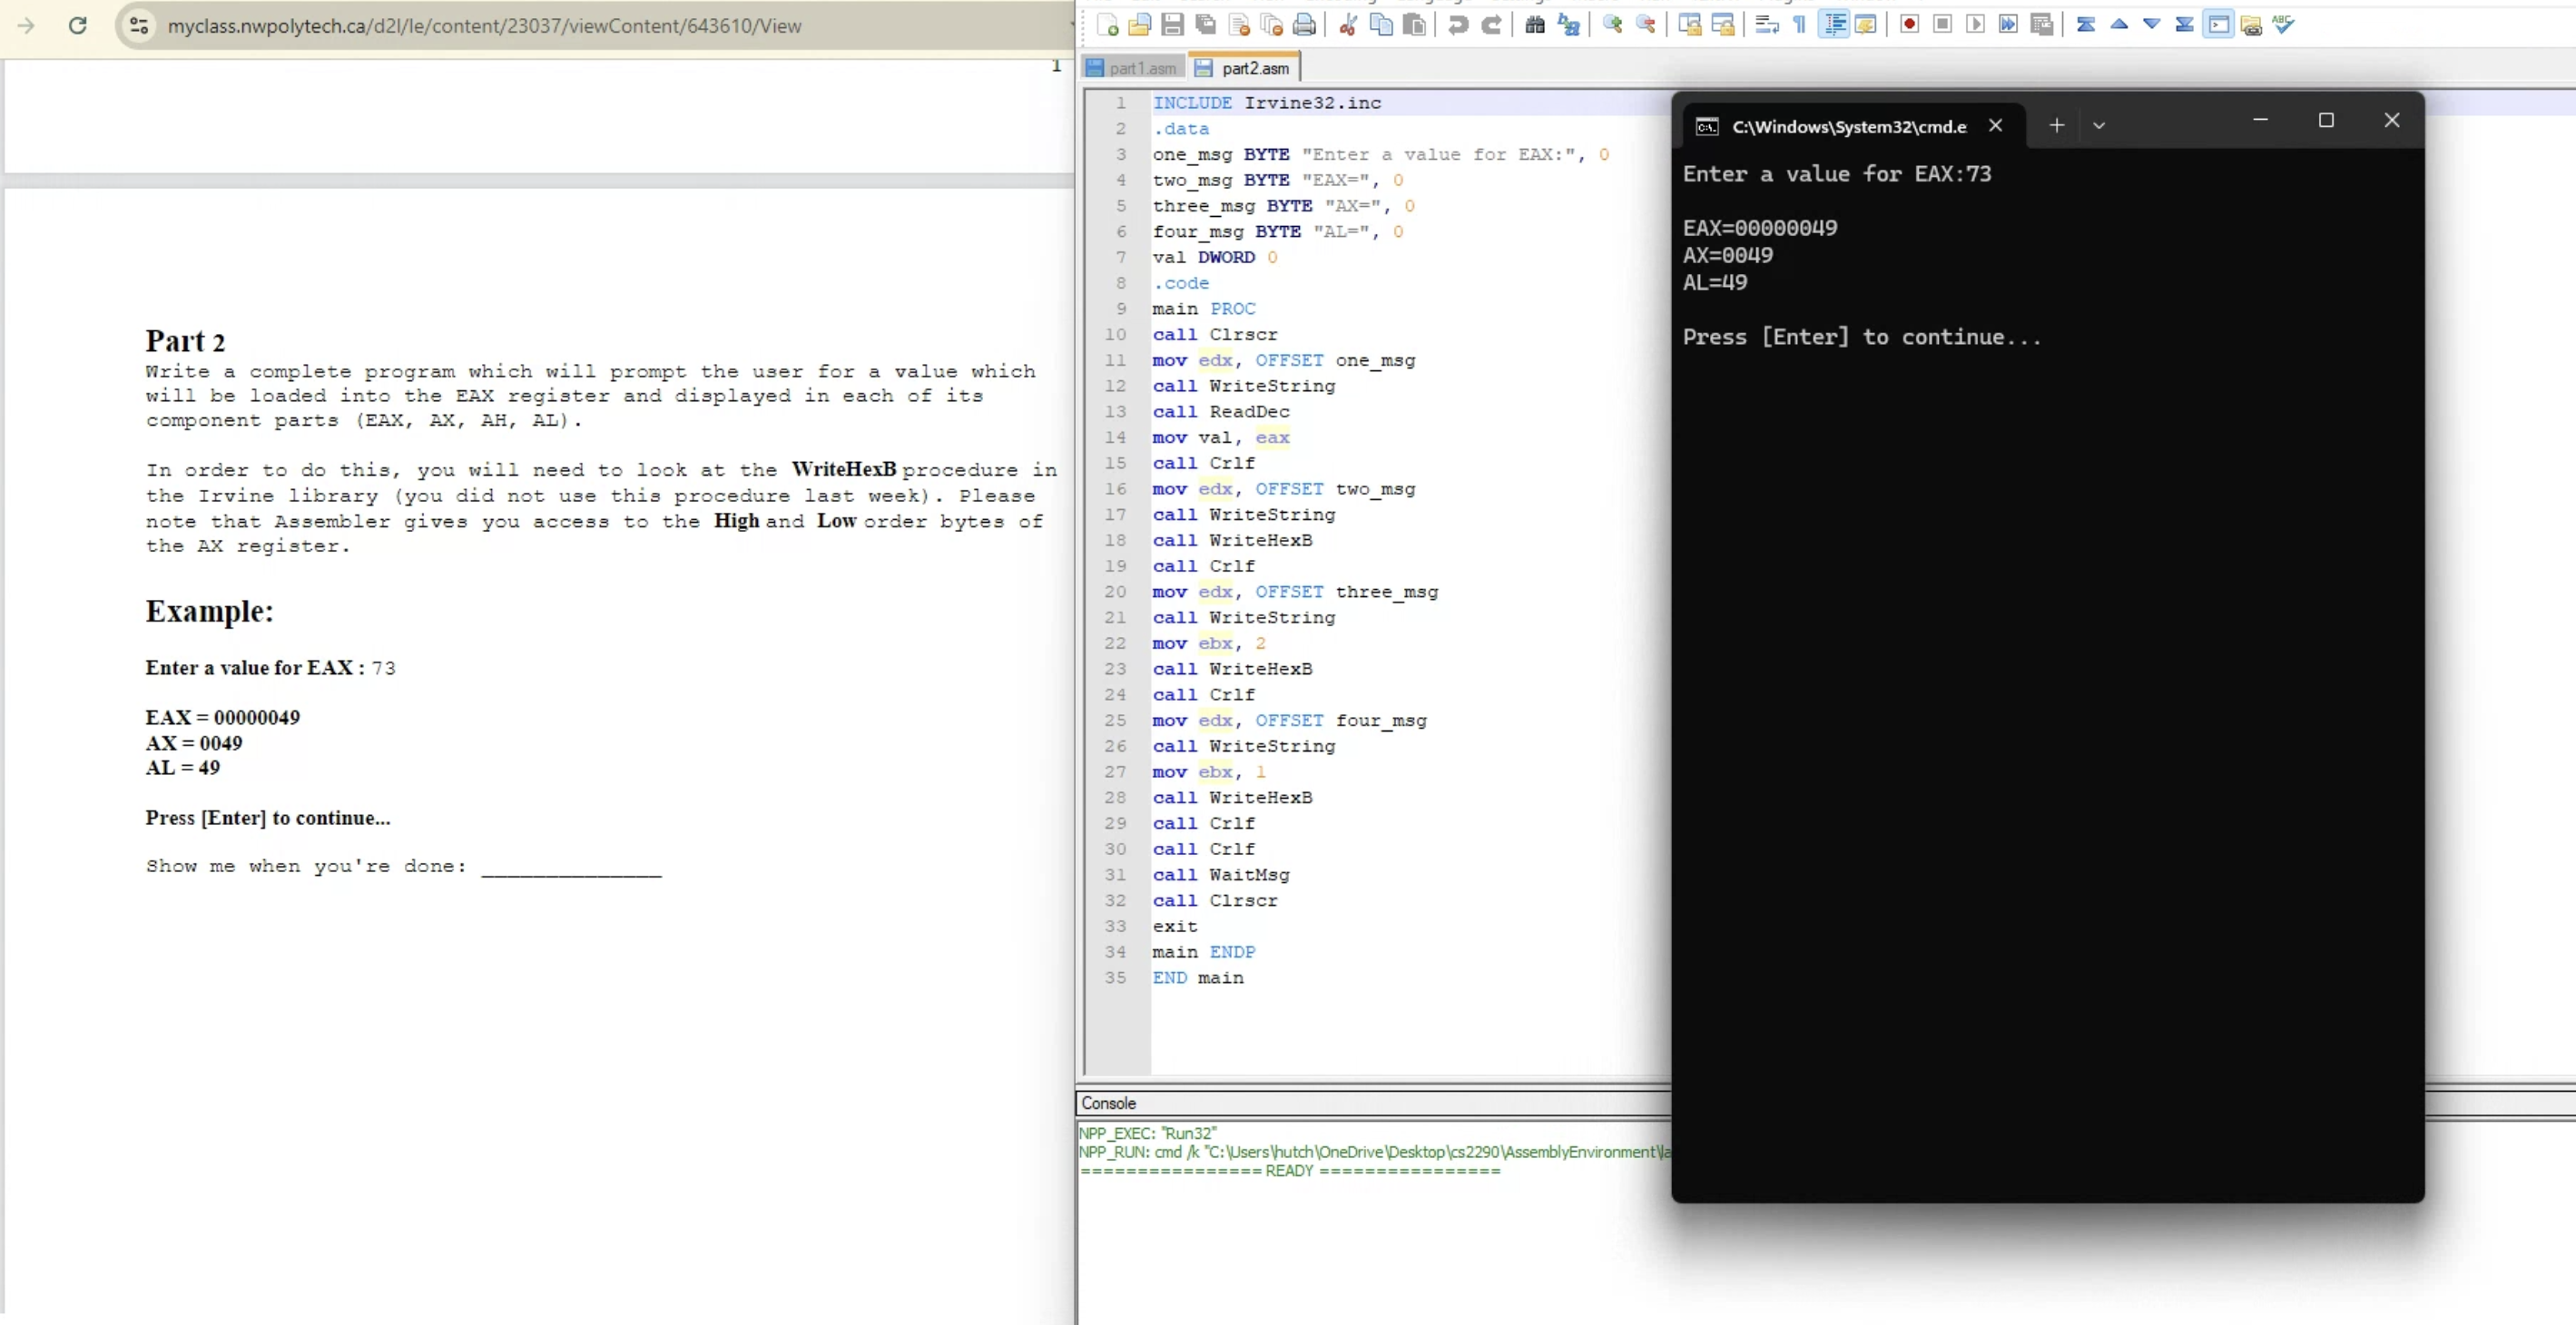 myclass.nwpolytech.ca/d2l/le/content/23037/viewContent/643610/View
1
Part 2
Write a complete program which will prompt the user for a value which
will be loaded into the EAX register and displayed in each of its
component parts (EAX, AX, AH, AL).
In order to do this, you will need to look at the WriteHexB procedure in
the Irvine library (you did not use this procedure last week). Please
note that Assembler gives you access to the High and Low order bytes of
the AX register.
Example:
Enter a value for EAX : 73
EAX = 00000049
AX = 0049
AL = 49
Press [Enter] to continue...
Show me when you're done: ______________
part1.asm
part2.asm
1 INCLUDE Irvine32.inc
2 .data
3 one_msg BYTE "Enter a value for EAX:", 0
4 two_msg BYTE "EAX=", 0
5 three_msg BYTE "AX=", 0
6 four_msg BYTE "AL=", 0
7 val DWORD 0
8 .code
9 main PROC
10 call Clrscr
11 mov edx, OFFSET one_msg
12 call WriteString
13 call ReadDec
14 mov val, eax
15 call Crlf
16 mov edx, OFFSET two_msg
17 call WriteString
18 call WriteHexB
19 call Crlf
20 mov edx, OFFSET three_msg
21 call WriteString
22 mov ebx, 2
23 call WriteHexB
24 call Crlf
25 mov edx, OFFSET four_msg
26 call WriteString
27 mov ebx, 1
28 call WriteHexB
29 call Crlf
30 call Crlf
31 call WaitMsg
32 call Clrscr
33 exit
34 main ENDP
35 END main
Console
NPP_EXEC: "Run32"
NPP_RUN: cmd /k "C:\Users\hutch\OneDrive\Desktop\cs2290\AssemblyEnvironment\la
================ READY ================
C:\Windows\System32\cmd.e
Enter a value for EAX:73
EAX=00000049
AX=0049
AL=49
Press [Enter] to continue...